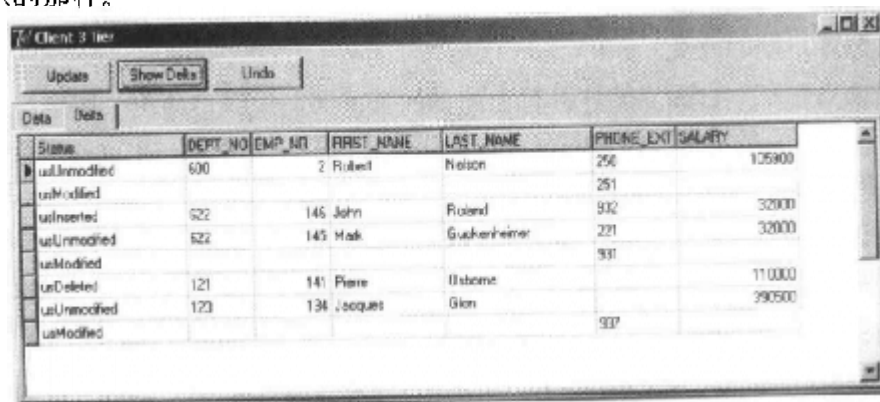 Client 3 Tier
Update Show Delta Undo
Data Delta
Status DEPT_NO EMP_NO FIRST_NAME LAST_NAME PHONE_EXT SALARY
usUnmodified 600 2 Robert Nelson 250 105900
usModified 251
usInserted 622 146 John Roland 932 32000
usUnmodified 622 145 Mark Guckenheimer 221 32000
usModified 931
usDeleted 121 141 Pierre Osborne 110000
usUnmodified 123 134 Jacques Glon 390500
usModified 937